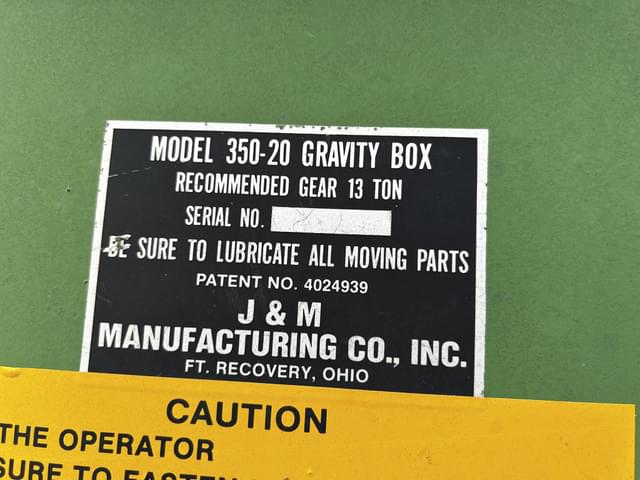 MODEL 350-20 GRAVITY BOX
RECOMMENDED GEAR 13 TON
SERIAL NO.
BE SURE TO LUBRICATE ALL MOVING PARTS
PATENT NO. 4024939
J & M
MANUFACTURING CO., INC.
FT. RECOVERY, OHIO
CAUTION
THE OPERATOR
SURE TO FASTEN